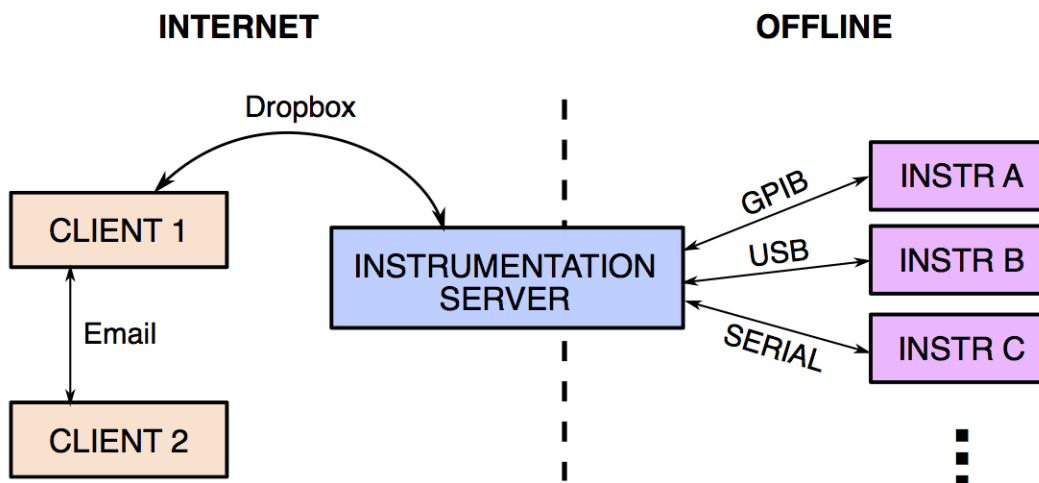 INTERNET
OFFLINE
Dropbox
CLIENT 1
INSTRUMENTATION
SERVER
GPIB
INSTR A
USB
INSTR B
SERIAL
INSTR C
Email
CLIENT 2